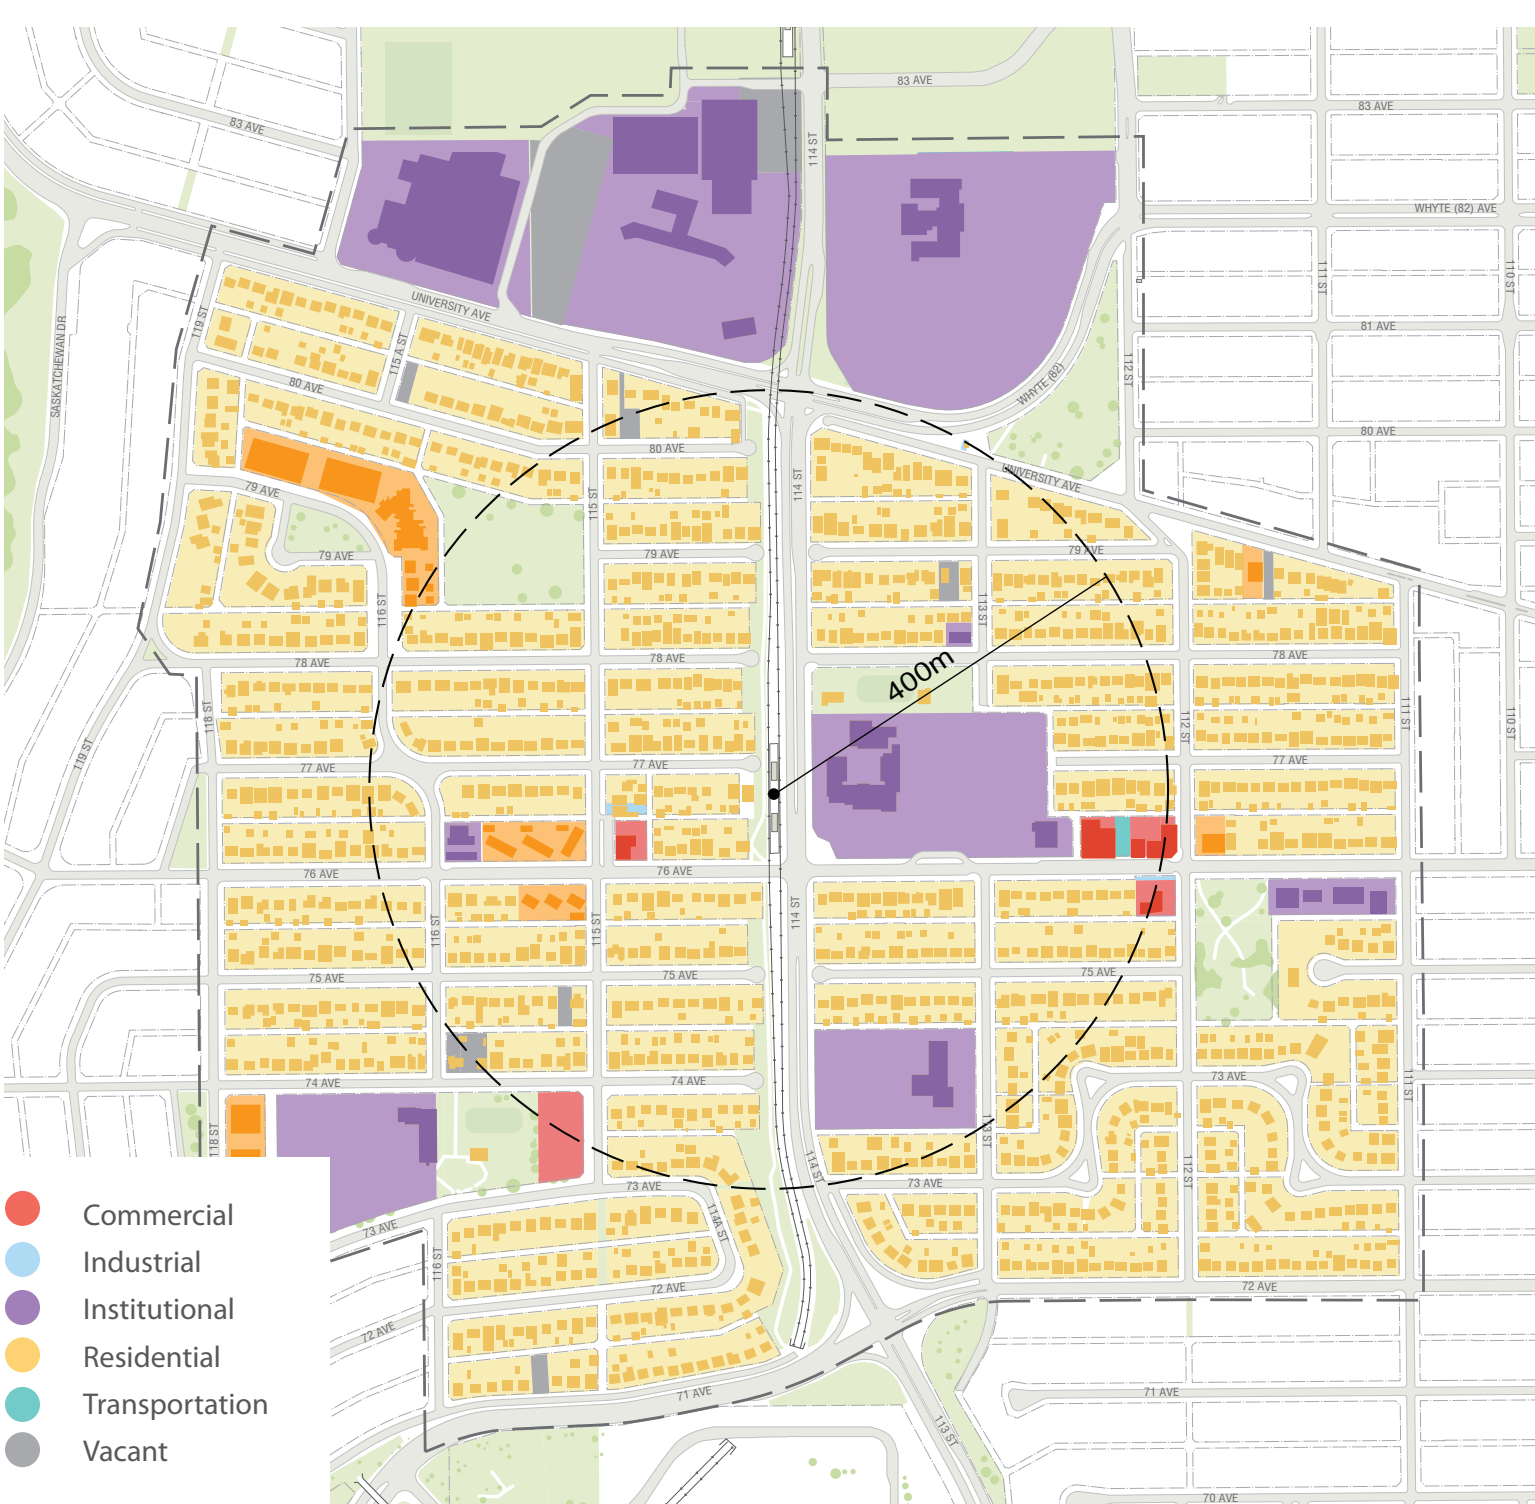 83 AVE
83 AVE
83 AVE
114 ST
WHYTE (82) AVE
111 ST
110 ST
UNIVERSITY AVE
119 ST
SASKATCHEWAN DR
115 A ST
81 AVE
112 ST
WHYTE (82)
80 AVE
80 AVE
80 AVE
UNIVERSITY AVE
79 AVE
115 ST
114 ST
79 AVE
79 AVE
79 AVE
116 ST
113 ST
78 AVE
78 AVE
78 AVE
400m
118 ST
119 ST
112 ST
111 ST
110 ST
77 AVE
77 AVE
77 AVE
76 AVE
76 AVE
116 ST
115 ST
114 ST
75 AVE
75 AVE
75 AVE
74 AVE
74 AVE
73 AVE
111 ST
118 ST
113 ST
114 ST
112 ST
73 AVE
73 AVE
73 AVE
114A ST
116 ST
72 AVE
72 AVE
72 AVE
71 AVE
71 AVE
113 ST
70 AVE
Commercial
Industrial
Institutional
Residential
Transportation
Vacant